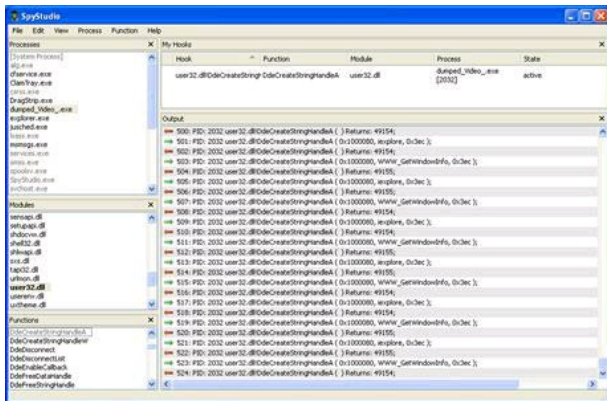 SpyStudio
File Edit View Process Function Help
Processes
[System Process]
alg.exe
cfservice.exe
ClamTray.exe
csrss.exe
DragStrip.exe
dumped_Video_.exe
explorer.exe
jusched.exe
lsass.exe
msmsgs.exe
services.exe
smss.exe
spoolsv.exe
SpyStudio.exe
svchost.exe
Modules
sensapi.dll
setupapi.dll
shdocvw.dll
shell32.dll
shlwapi.dll
sxs.dll
tapi32.dll
urlmon.dll
user32.dll
userenv.dll
uxtheme.dll
Functions
DdeCreateStringHandleA
DdeCreateStringHandleW
DdeDisconnect
DdeDisconnectList
DdeEnableCallback
DdeFreeDataHandle
DdeFreeStringHandle
My Hooks
Hook Function Module Process State
user32.dll!DdeCreateString DdeCreateStringHandleA user32.dll dumped_Video_.exe [2032] active
Output
500: PID: 2032 user32.dll!DdeCreateStringHandleA ( ) Returns: 49154;
501: PID: 2032 user32.dll!DdeCreateStringHandleA ( 0x1000080, iexplore, 0x3ec );
502: PID: 2032 user32.dll!DdeCreateStringHandleA ( ) Returns: 49154;
503: PID: 2032 user32.dll!DdeCreateStringHandleA ( 0x1000080, WWW_GetWindowInfo, 0x3ec );
504: PID: 2032 user32.dll!DdeCreateStringHandleA ( ) Returns: 49155;
505: PID: 2032 user32.dll!DdeCreateStringHandleA ( 0x1000080, iexplore, 0x3ec );
506: PID: 2032 user32.dll!DdeCreateStringHandleA ( ) Returns: 49155;
507: PID: 2032 user32.dll!DdeCreateStringHandleA ( 0x1000080, WWW_GetWindowInfo, 0x3ec );
508: PID: 2032 user32.dll!DdeCreateStringHandleA ( ) Returns: 49154;
509: PID: 2032 user32.dll!DdeCreateStringHandleA ( 0x1000080, iexplore, 0x3ec );
510: PID: 2032 user32.dll!DdeCreateStringHandleA ( ) Returns: 49154;
511: PID: 2032 user32.dll!DdeCreateStringHandleA ( 0x1000080, WWW_GetWindowInfo, 0x3ec );
512: PID: 2032 user32.dll!DdeCreateStringHandleA ( ) Returns: 49155;
513: PID: 2032 user32.dll!DdeCreateStringHandleA ( 0x1000080, iexplore, 0x3ec );
514: PID: 2032 user32.dll!DdeCreateStringHandleA ( ) Returns: 49155;
515: PID: 2032 user32.dll!DdeCreateStringHandleA ( 0x1000080, WWW_GetWindowInfo, 0x3ec );
516: PID: 2032 user32.dll!DdeCreateStringHandleA ( ) Returns: 49154;
517: PID: 2032 user32.dll!DdeCreateStringHandleA ( 0x1000080, iexplore, 0x3ec );
518: PID: 2032 user32.dll!DdeCreateStringHandleA ( ) Returns: 49154;
519: PID: 2032 user32.dll!DdeCreateStringHandleA ( 0x1000080, WWW_GetWindowInfo, 0x3ec );
520: PID: 2032 user32.dll!DdeCreateStringHandleA ( ) Returns: 49155;
521: PID: 2032 user32.dll!DdeCreateStringHandleA ( 0x1000080, iexplore, 0x3ec );
522: PID: 2032 user32.dll!DdeCreateStringHandleA ( ) Returns: 49155;
523: PID: 2032 user32.dll!DdeCreateStringHandleA ( 0x1000080, WWW_GetWindowInfo, 0x3ec );
524: PID: 2032 user32.dll!DdeCreateStringHandleA ( ) Returns: 49154;